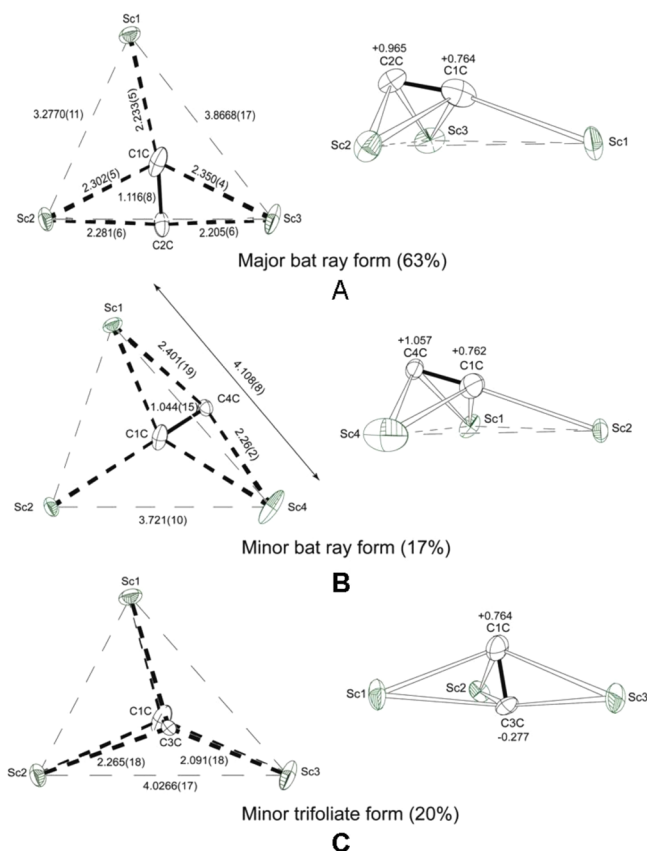 Sc1
+0.965
C2C
+0.764
C1C
3.2770(11)
2.233(5)
3.8668(17)
Sc2
Sc3
Sc1
C1C
2.302(5)
2.350(4)
1.116(8)
Sc2
Sc3
2.281(6)
2.205(6)
C2C
Major bat ray form (63%)
A
Sc1
2.401(19)
4.108(8)
+1.057
C4C
+0.762
C1C
1.044(15)
C4C
C1C
2.26(2)
Sc4
Sc1
Sc2
Sc2
Sc4
3.721(10)
Minor bat ray form (17%)
B
Sc1
+0.764
C1C
Sc1
Sc2
Sc3
C1C
C3C
C3C
-0.277
Sc2
2.265(18)
2.091(18)
Sc3
4.0266(17)
Minor trifoliate form (20%)
C